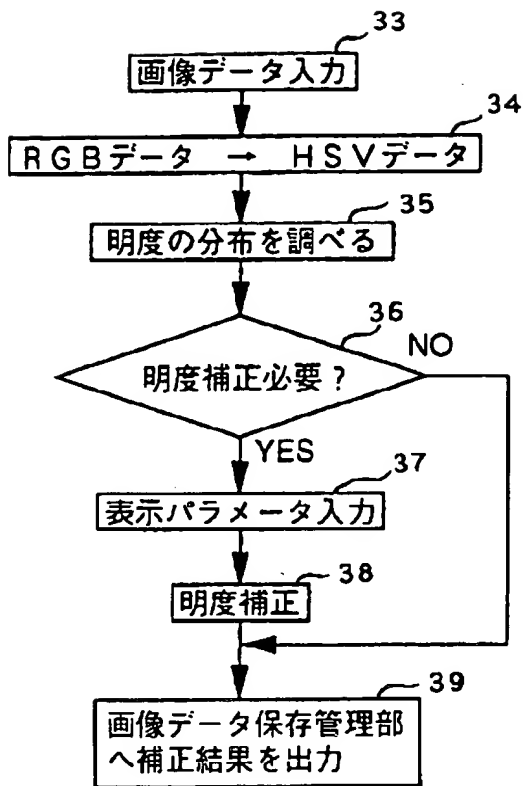 33
画像データ入力
34
RGBデータ → HSVデータ
35
明度の分布を調べる
36
明度補正必要?
NO
YES
37
表示パラメータ入力
38
明度補正
39
画像データ保存管理部
へ補正結果を出力